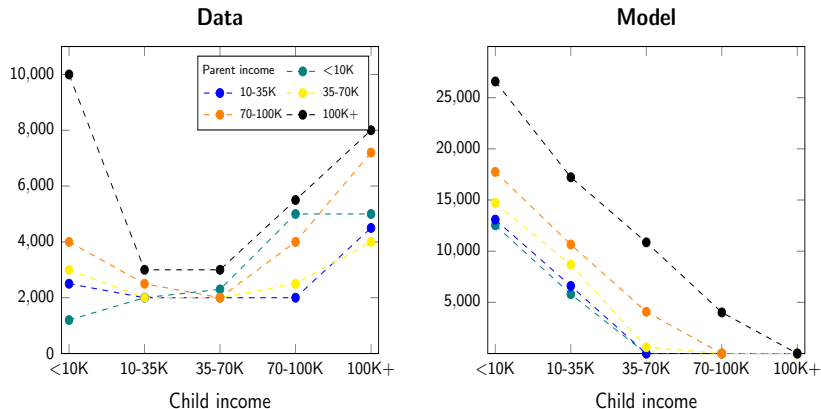 Data
10,000
8,000
6,000
4,000
2,000
0
Parent income
<10K
10-35K
35-70K
70-100K
100K+
<10K 10-35K 35-70K 70-100K 100K+
Child income
Model
25,000
20,000
15,000
10,000
5,000
<10K 10-35K 35-70K 70-100K 100K+
Child income